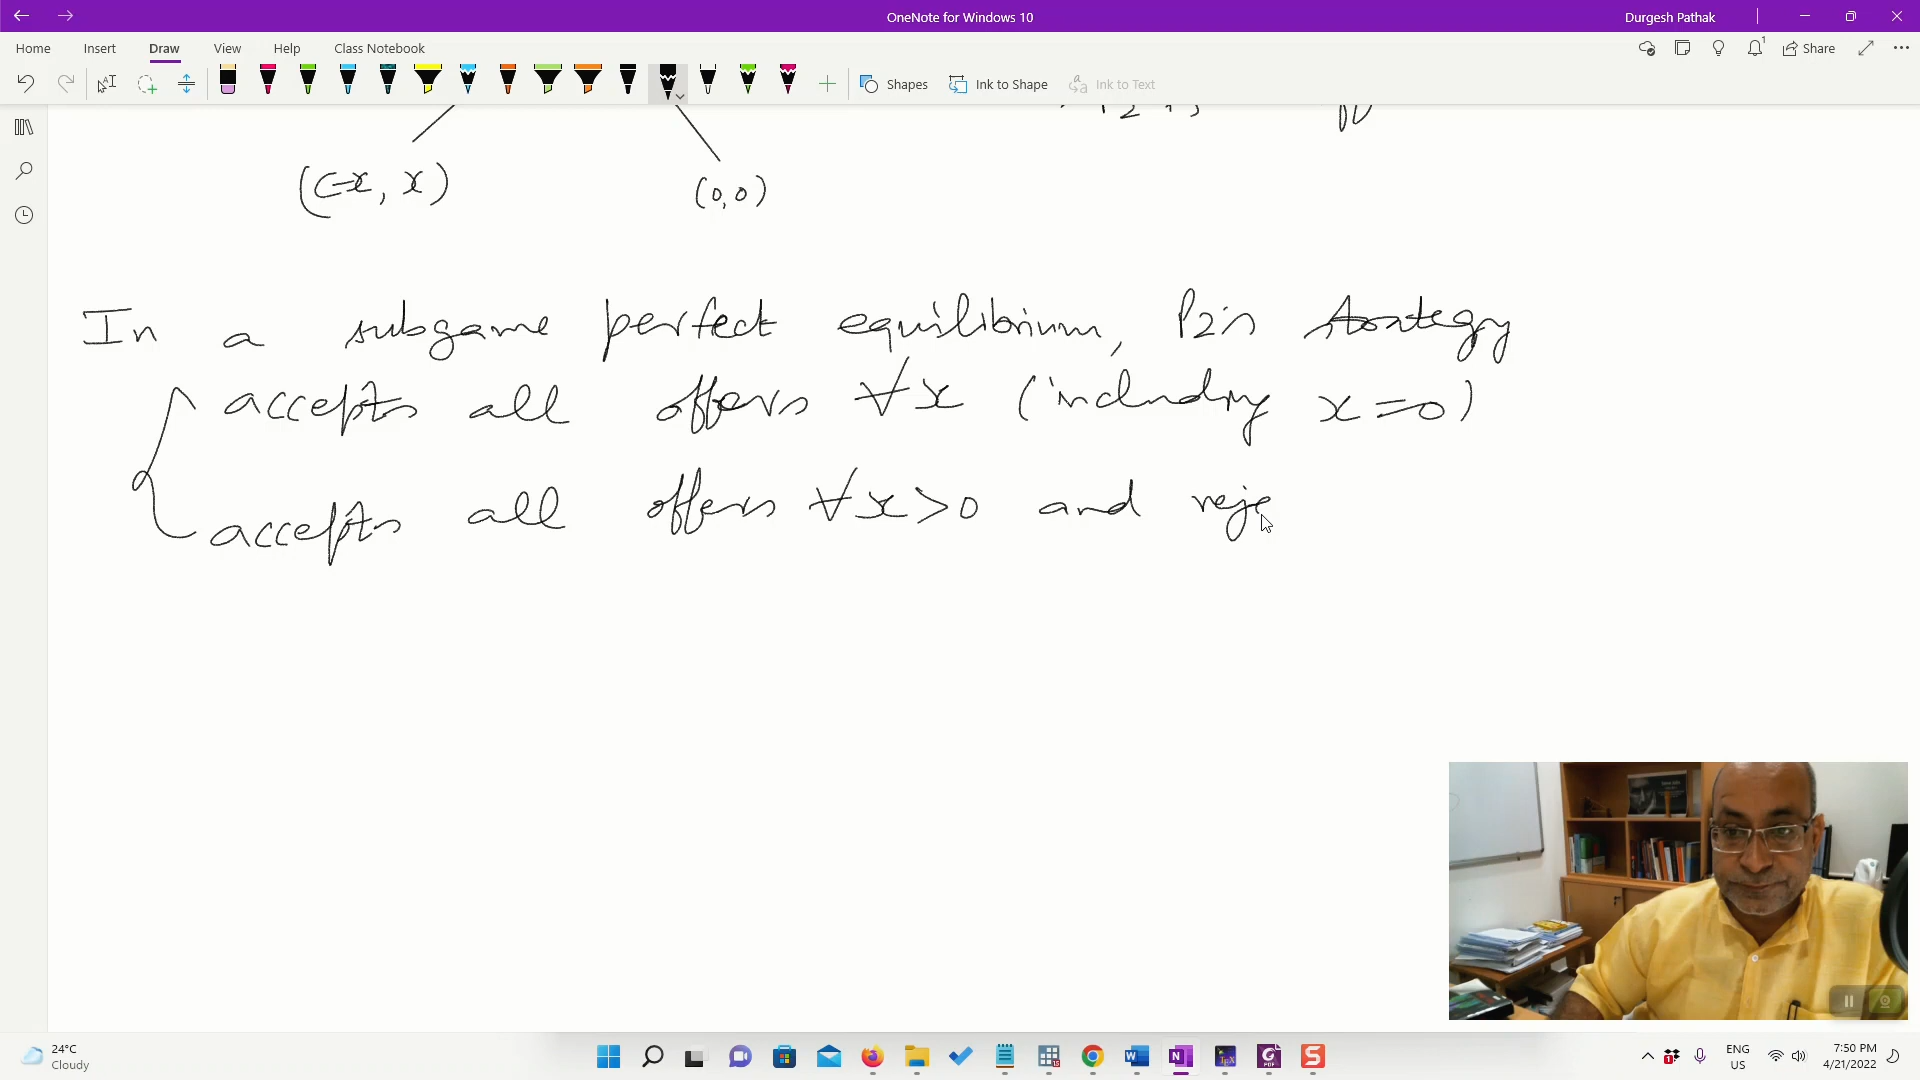 OneNote for Windows 10
Durgesh Pathak
Home Insert Draw View Help Class Notebook
Share
Shapes Ink to Shape Ink to Text
(C-x, x)
(0,0)
In a subgame perfect equilibrium, P2's strategy
accepts all offers ∀x (including x=0)
accepts all offers ∀x>0 and reje
24°C
Cloudy
ENG
US
7:50 PM
4/21/2022